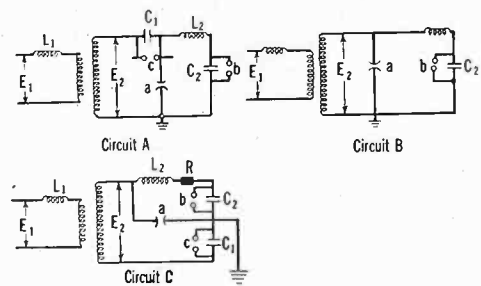 C₁
L₂
L₁
E₁
E₂
c
a
C₂
b
Circuit A
E₁
E₂
a
b
C₂
Circuit B
L₁
L₂
R
E₁
E₂
b
C₂
a
c
C₁
Circuit C